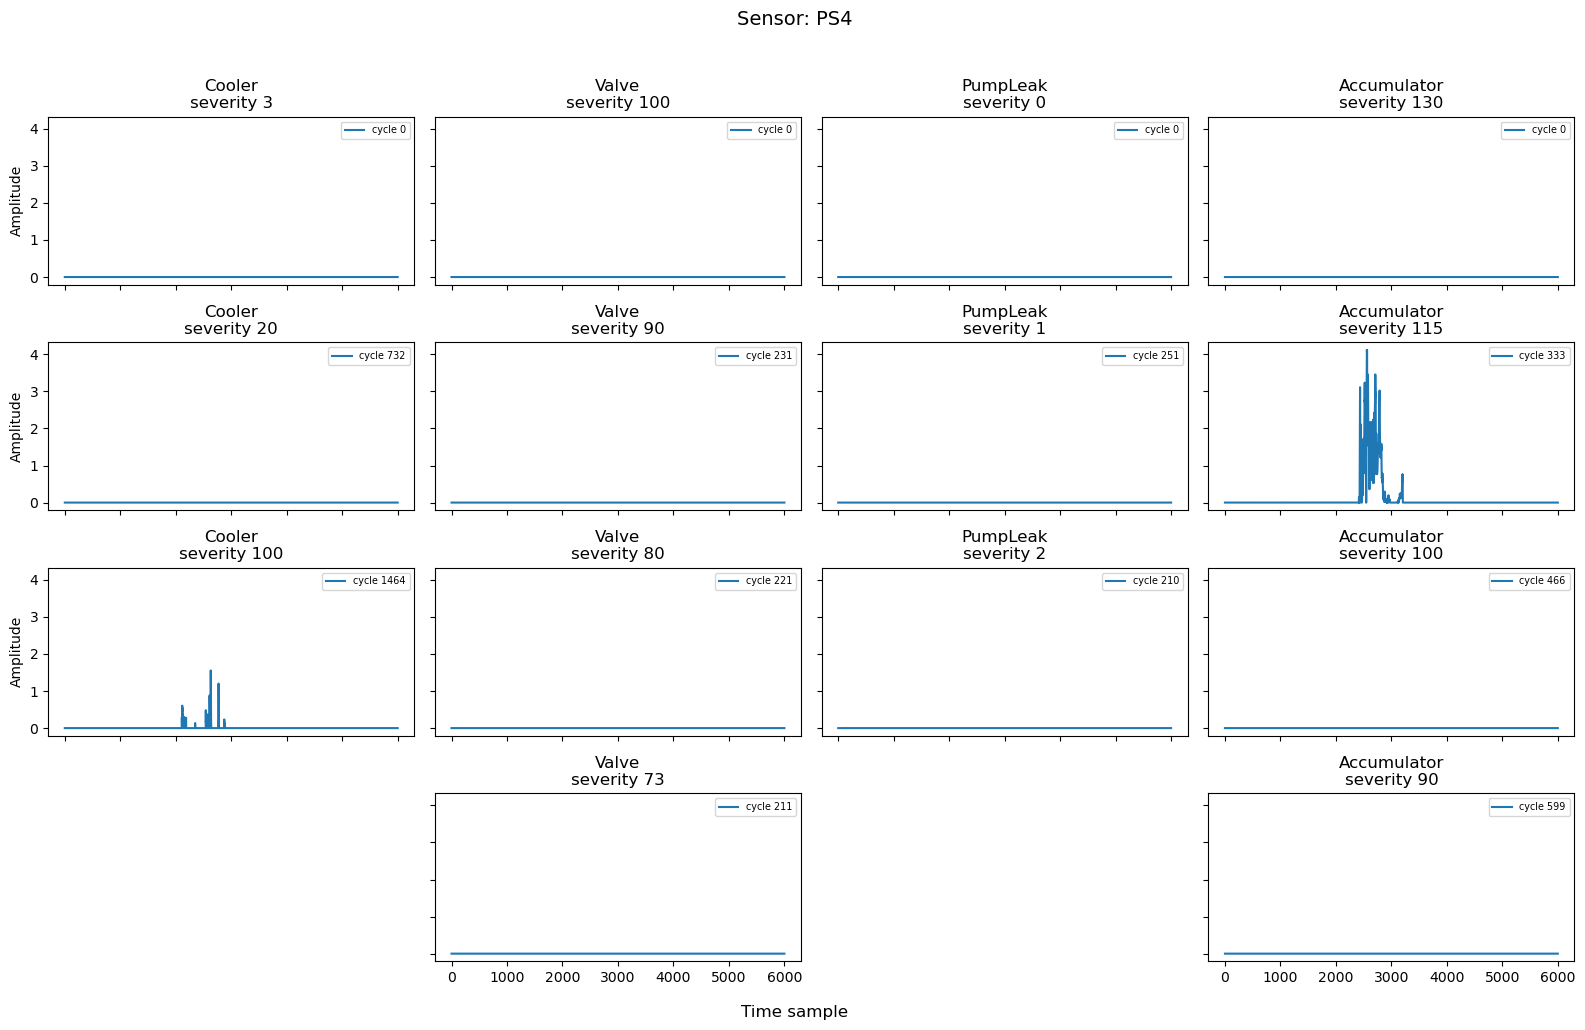 Sensor: PS4
Cooler
severity 3
Valve
severity 100
PumpLeak
severity 0
Accumulator
severity 130
4
3
2
1
0
Amplitude
cycle 0
cycle 0
cycle 0
cycle 0
Cooler
severity 20
Valve
severity 90
PumpLeak
severity 1
Accumulator
severity 115
4
3
2
1
0
Amplitude
cycle 732
cycle 231
cycle 251
cycle 333
Cooler
severity 100
Valve
severity 80
PumpLeak
severity 2
Accumulator
severity 100
4
3
2
1
0
Amplitude
cycle 1464
cycle 221
cycle 210
cycle 466
Valve
severity 73
Accumulator
severity 90
cycle 211
cycle 599
0 1000 2000 3000 4000 5000 6000
0 1000 2000 3000 4000 5000 6000
Time sample